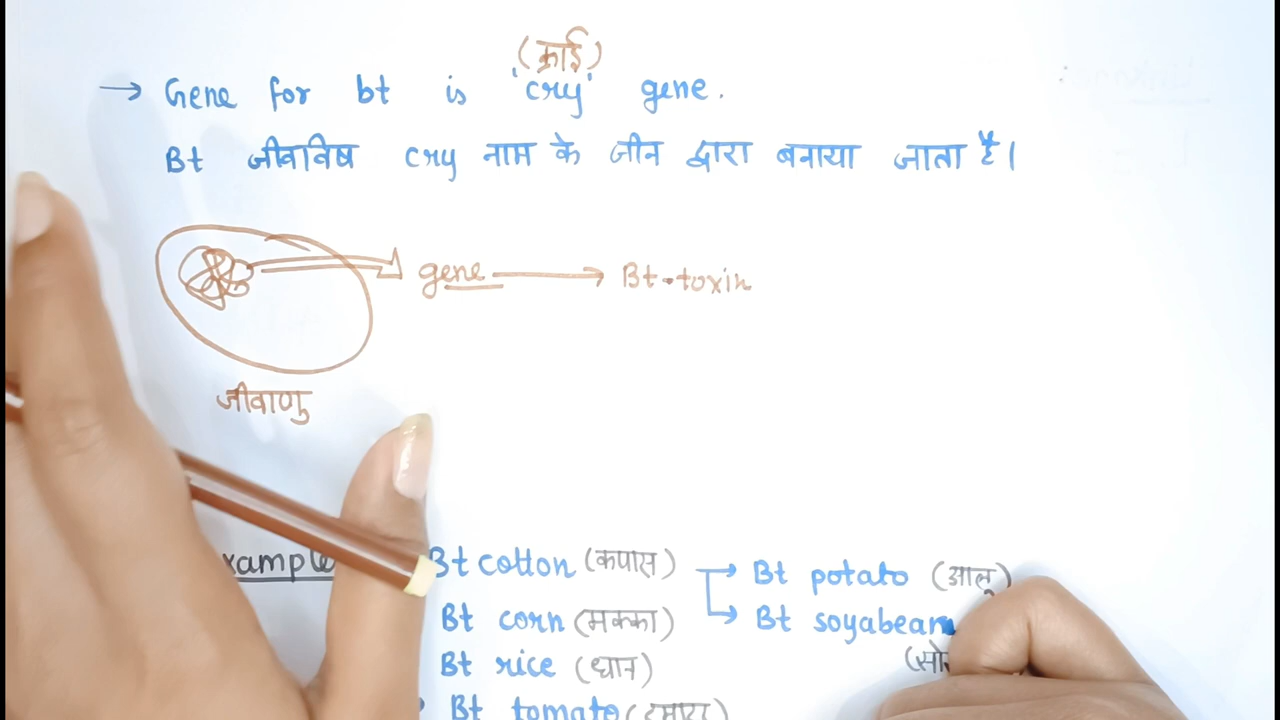 (क्राई)
→ Gene for bt is 'cry' gene.
Bt जीवविष cry नाम के जीन द्वारा बनाया जाता है।
gene → Bt-toxin
जीवाणु
Bt cotton (कपास)
Bt potato (आलू)
Bt corn (मक्का)
Bt soyabean
Bt rice (धान)
Bt tomato